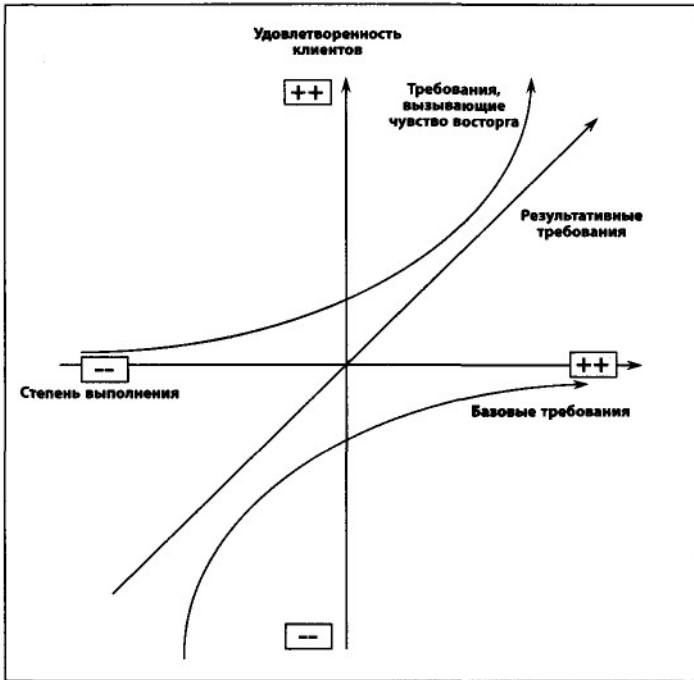 Удовлетворенность
клиентов
++
Требования,
вызывающие
чувство восторга
Результативные
требования
--
++
Степень выполнения
Базовые требования
--